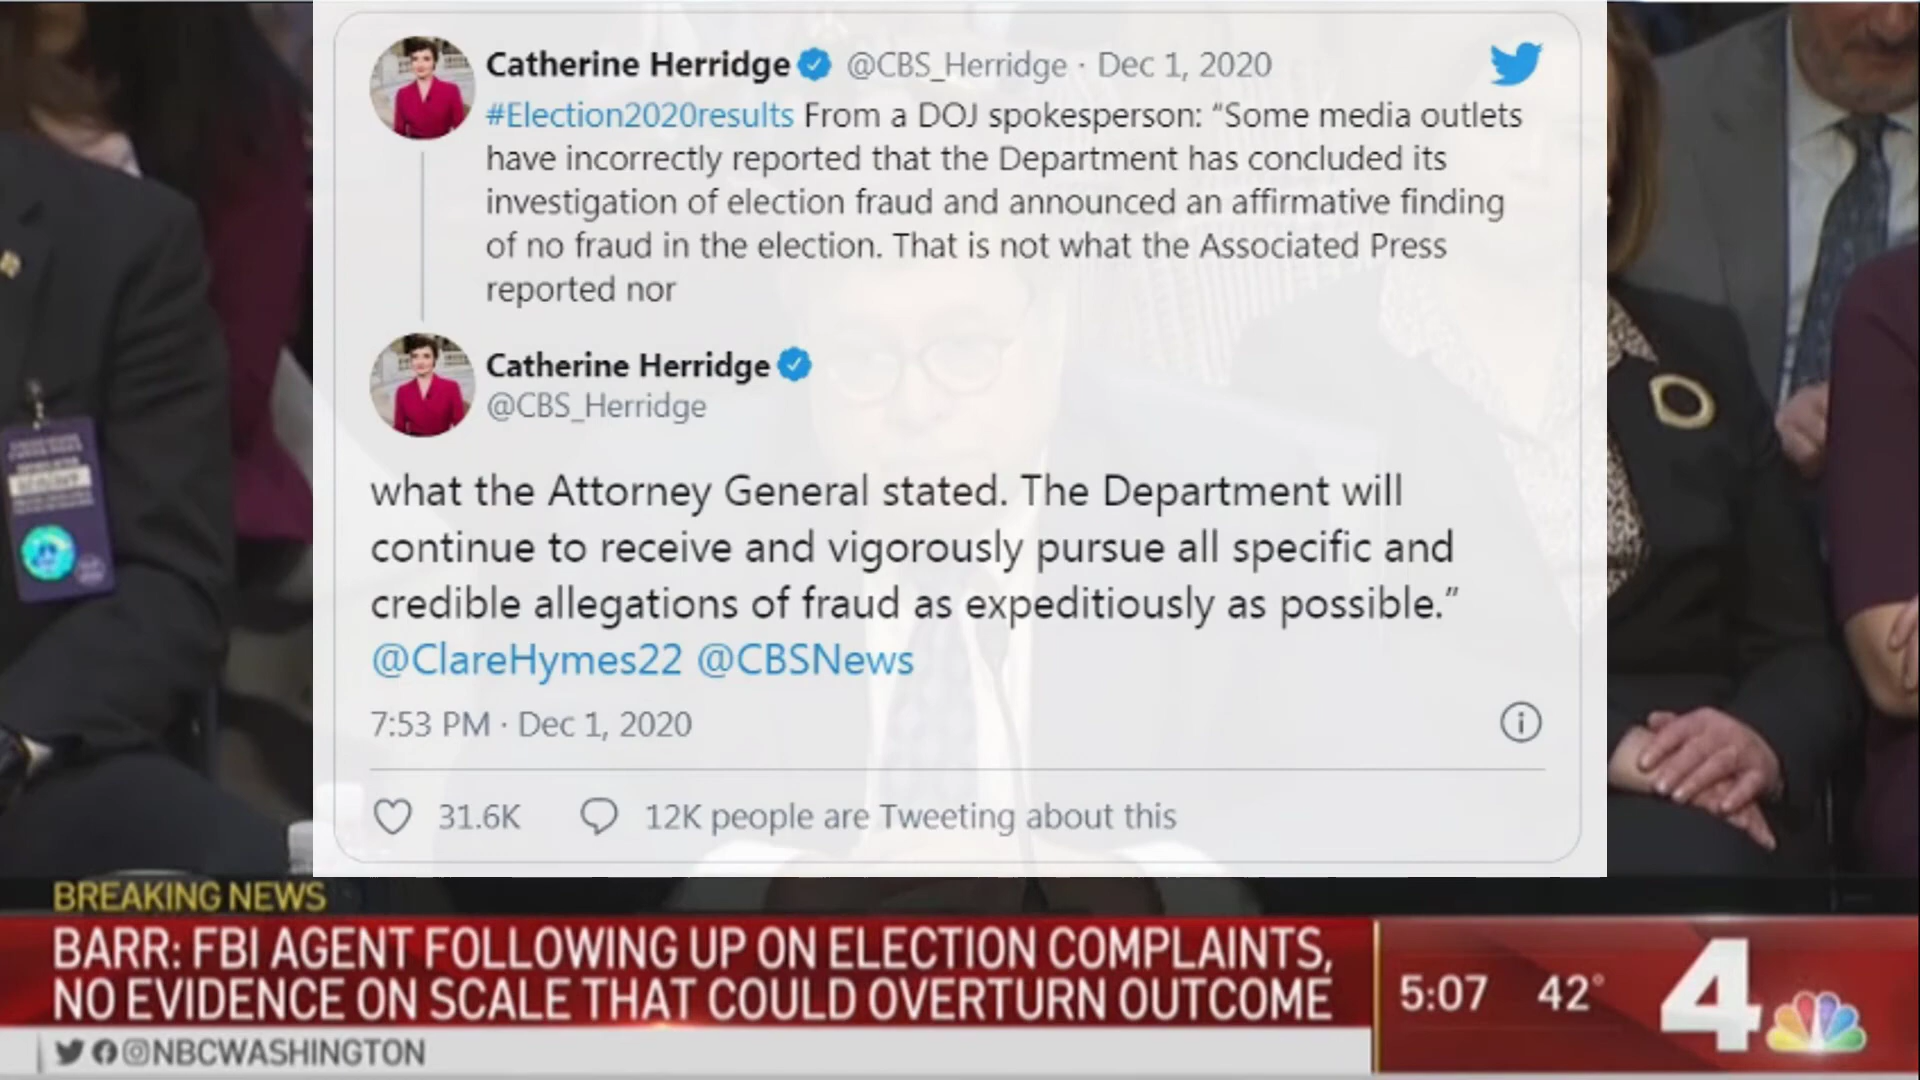 Catherine Herridge @CBS_Herridge · Dec 1, 2020
#Election2020results From a DOJ spokesperson: “Some media outlets
have incorrectly reported that the Department has concluded its
investigation of election fraud and announced an affirmative finding
of no fraud in the election. That is not what the Associated Press
reported nor
Catherine Herridge
@CBS_Herridge
what the Attorney General stated. The Department will
continue to receive and vigorously pursue all specific and
credible allegations of fraud as expeditiously as possible.”
@ClareHymes22 @CBSNews
7:53 PM · Dec 1, 2020
31.6K 12K people are Tweeting about this
BREAKING NEWS
BARR: FBI AGENT FOLLOWING UP ON ELECTION COMPLAINTS,
NO EVIDENCE ON SCALE THAT COULD OVERTURN OUTCOME
5:07 42° 4
@NBCWASHINGTON